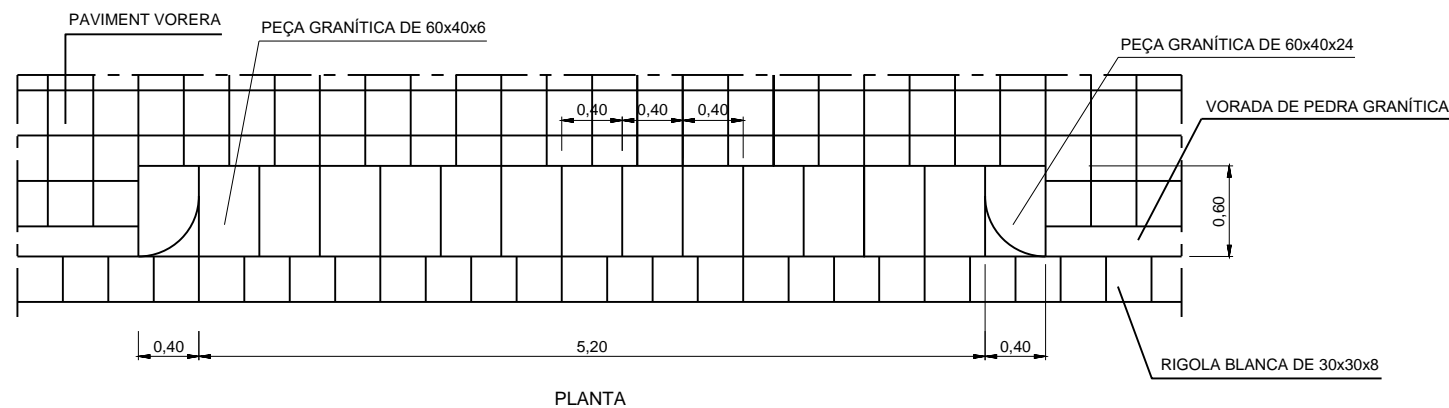 PAVIMENT VORERA
PEÇA GRANÍTICA DE 60x40x6
PEÇA GRANÍTICA DE 60x40x24
VORADA DE PEDRA GRANÍTICA
0,40
0,40
0,40
0,60
0,40
5,20
0,40
RIGOLA BLANCA DE 30x30x8
PLANTA